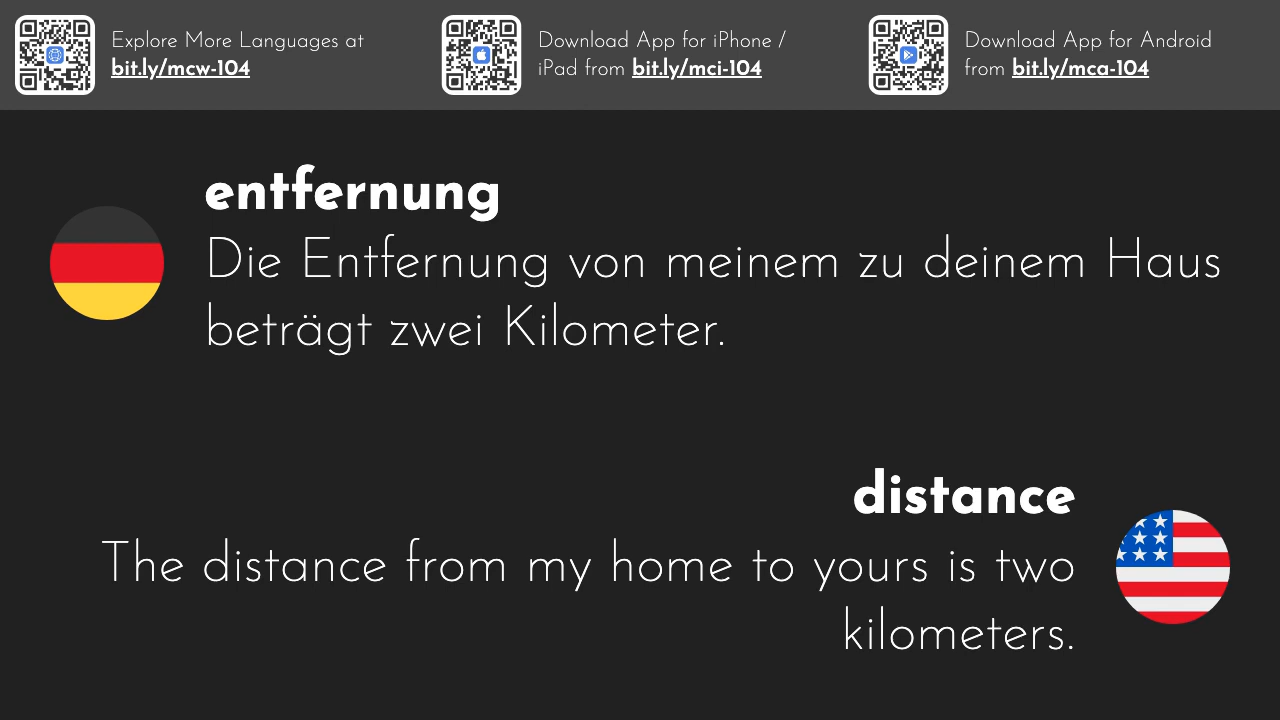 Explore More Languages at
bit.ly/mcw-104
Download App for iPhone /
iPad from bit.ly/mci-104
Download App for Android
from bit.ly/mca-104
entfernung
Die Entfernung von meinem zu deinem Haus
beträgt zwei Kilometer.
distance
The distance from my home to yours is two
kilometers.